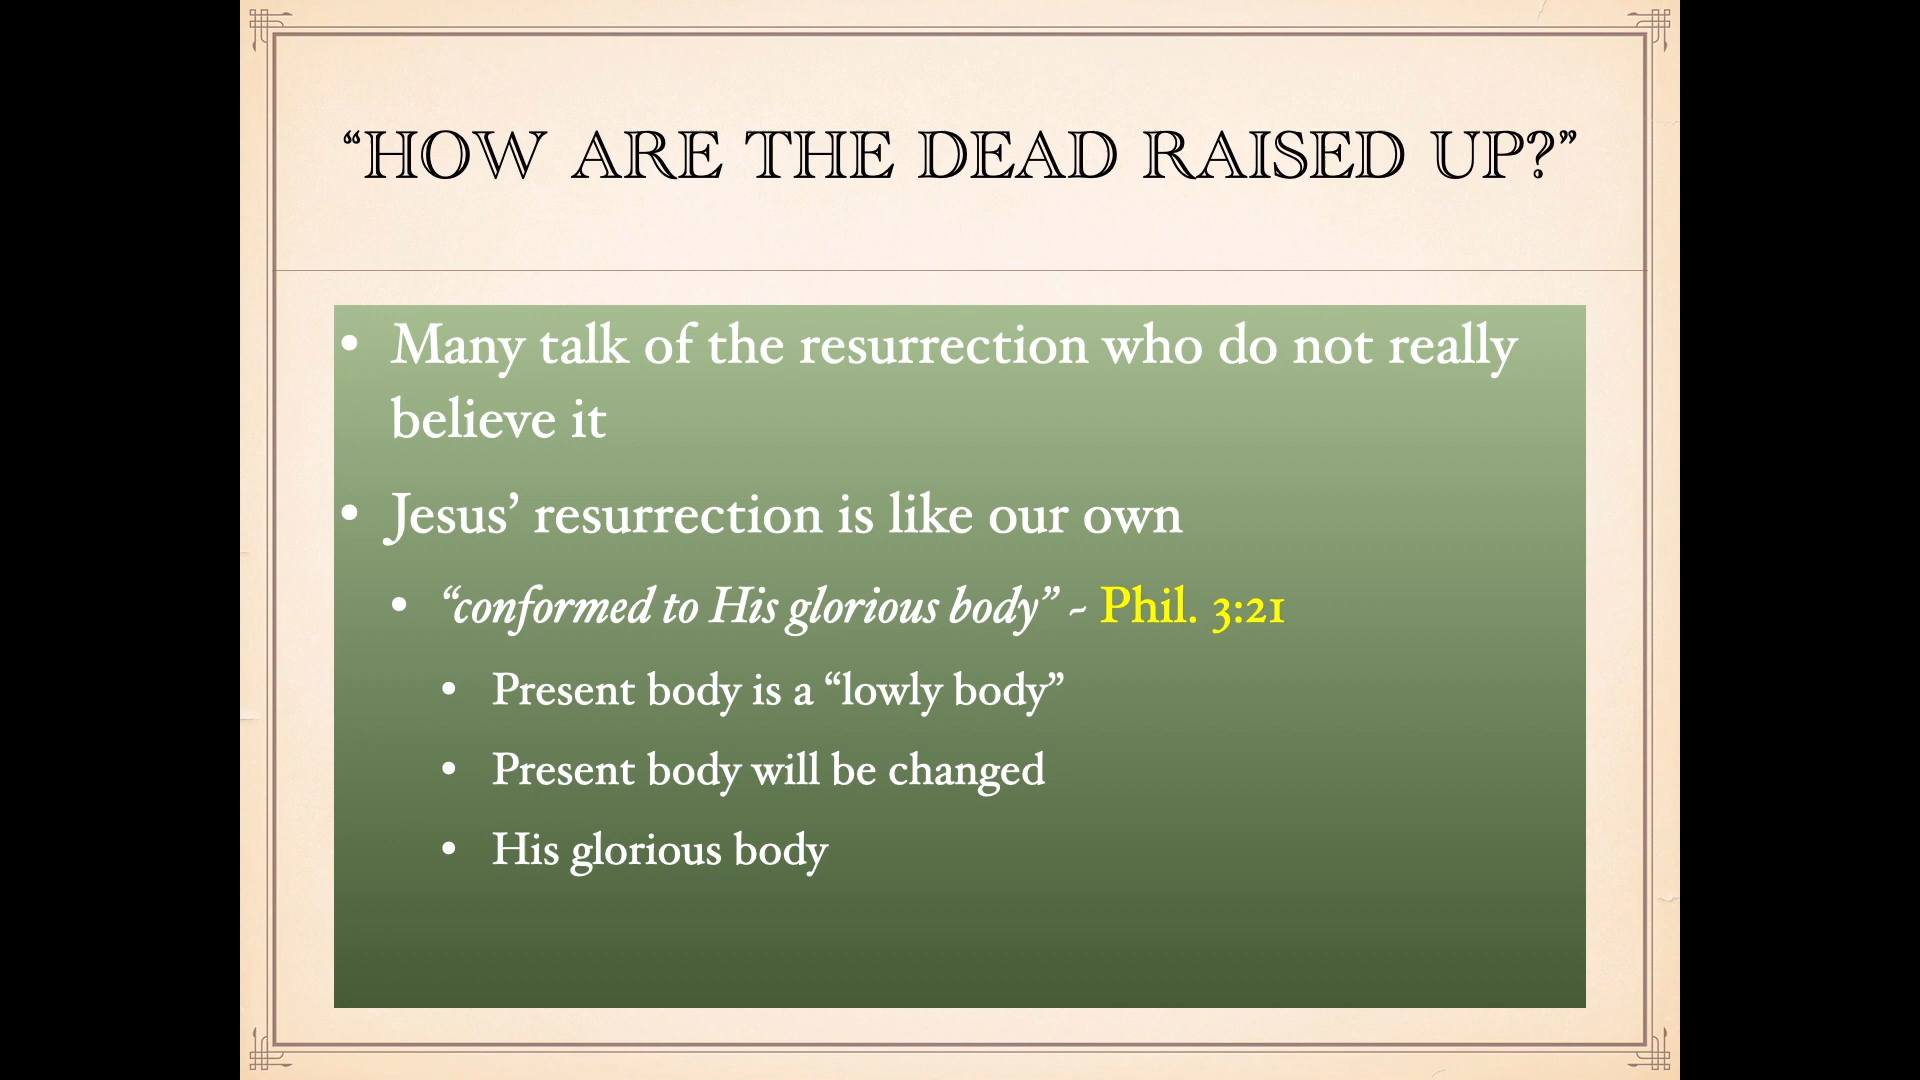 “HOW ARE THE DEAD RAISED UP?”
• Many talk of the resurrection who do not really
believe it
• Jesus’ resurrection is like our own
• “conformed to His glorious body” ~ Phil. 3:21
• Present body is a “lowly body”
• Present body will be changed
• His glorious body